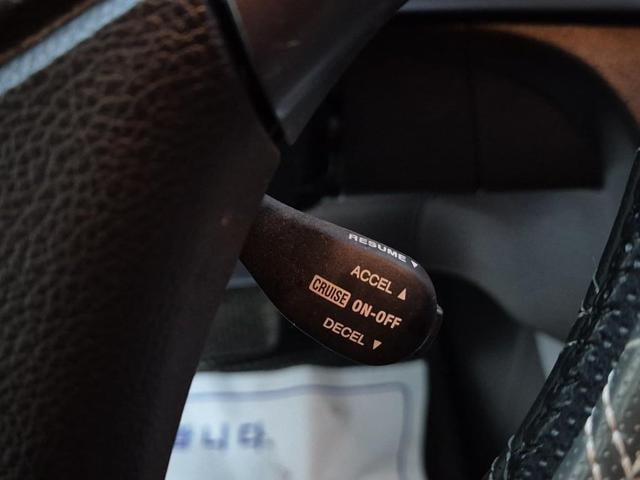 RESUME ▼
ACCEL ▲
CRUISE ON-OFF
DECEL ▼